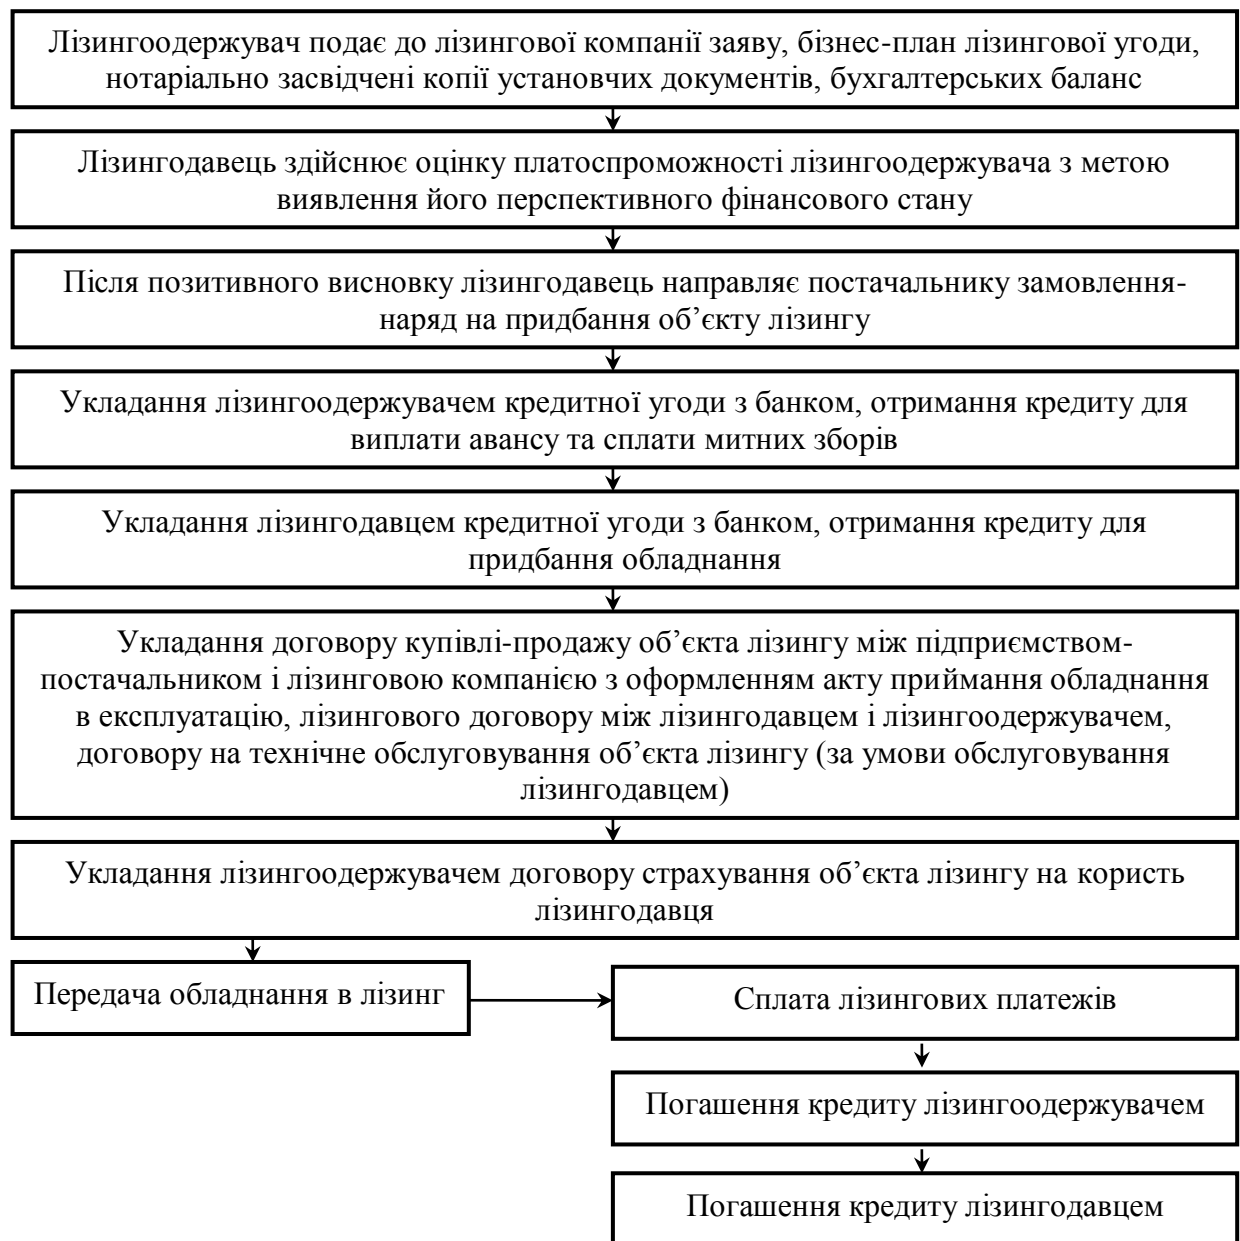 Лізингоодержувач подає до лізингової компанії заяву, бізнес-план лізингової угоди,
нотаріально засвідчені копії установчих документів, бухгалтерських баланс
Лізингодавець здійснює оцінку платоспроможності лізингоодержувача з метою
виявлення його перспективного фінансового стану
Після позитивного висновку лізингодавець направляє постачальнику замовлення-
наряд на придбання об’єкту лізингу
Укладання лізингоодержувачем кредитної угоди з банком, отримання кредиту для
виплати авансу та сплати митних зборів
Укладання лізингодавцем кредитної угоди з банком, отримання кредиту для
придбання обладнання
Укладання договору купівлі-продажу об’єкта лізингу між підприємством-
постачальником і лізинговою компанією з оформленням акту приймання обладнання
в експлуатацію, лізингового договору між лізингодавцем і лізингоодержувачем,
договору на технічне обслуговування об’єкта лізингу (за умови обслуговування
лізингодавцем)
Укладання лізингоодержувачем договору страхування об’єкта лізингу на користь
лізингодавця
Передача обладнання в лізинг
Сплата лізингових платежів
Погашення кредиту лізингоодержувачем
Погашення кредиту лізингодавцем